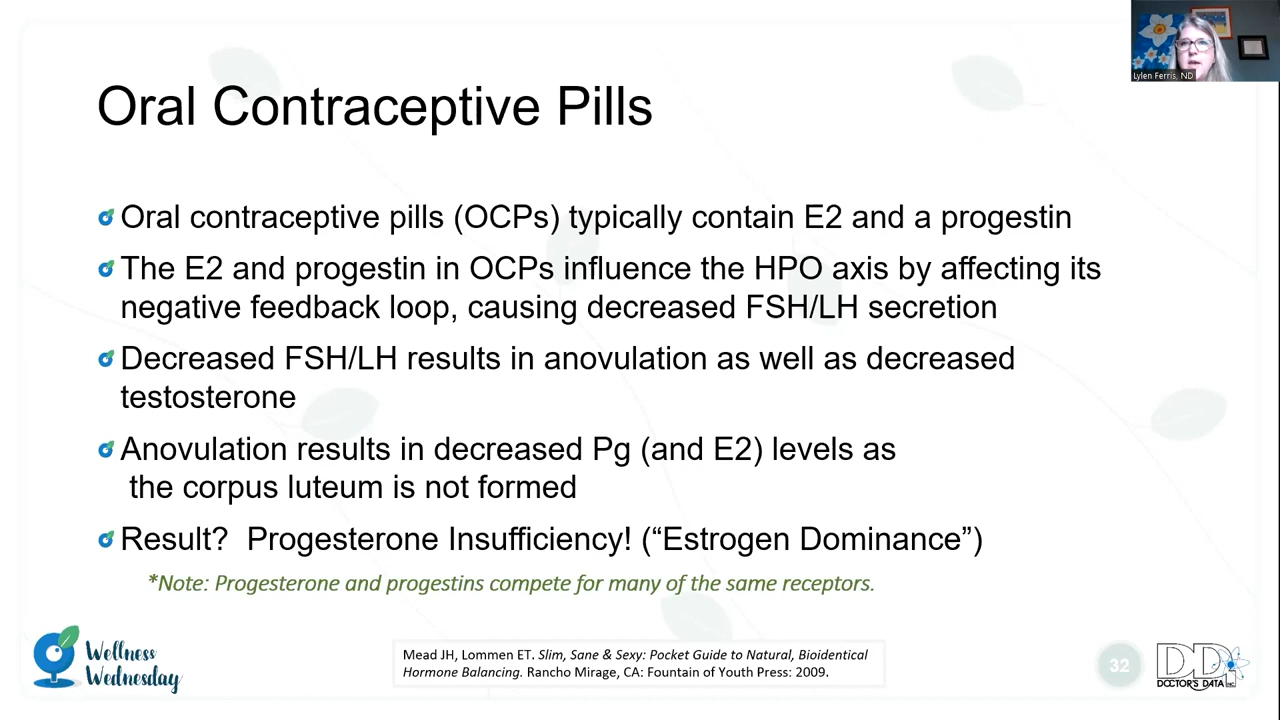 Lylen Ferris, ND
Oral Contraceptive Pills
Oral contraceptive pills (OCPs) typically contain E2 and a progestin
The E2 and progestin in OCPs influence the HPO axis by affecting its
negative feedback loop, causing decreased FSH/LH secretion
Decreased FSH/LH results in anovulation as well as decreased
testosterone
Anovulation results in decreased Pg (and E2) levels as
the corpus luteum is not formed
Result?  Progesterone Insufficiency! (“Estrogen Dominance”)
*Note: Progesterone and progestins compete for many of the same receptors.
Wellness
Wednesday
Mead JH, Lommen ET. Slim, Sane & Sexy: Pocket Guide to Natural, Bioidentical
Hormone Balancing. Rancho Mirage, CA: Fountain of Youth Press: 2009.
32
DDI
DOCTOR'S DATA INC